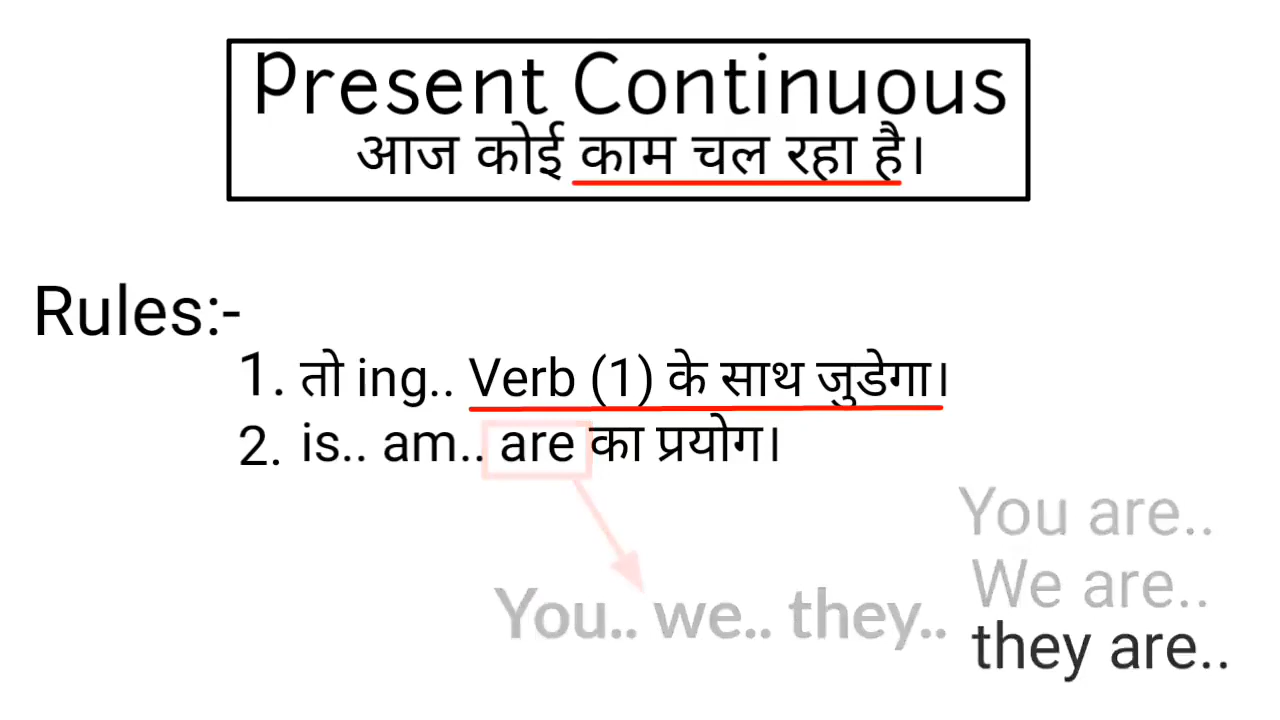 Present Continuous
आज कोई काम चल रहा है।
Rules:-
1. तो ing.. Verb (1) के साथ जुडेगा।
2. is.. am.. are का प्रयोग।
You are..
We are..
You.. we.. they..
they are..